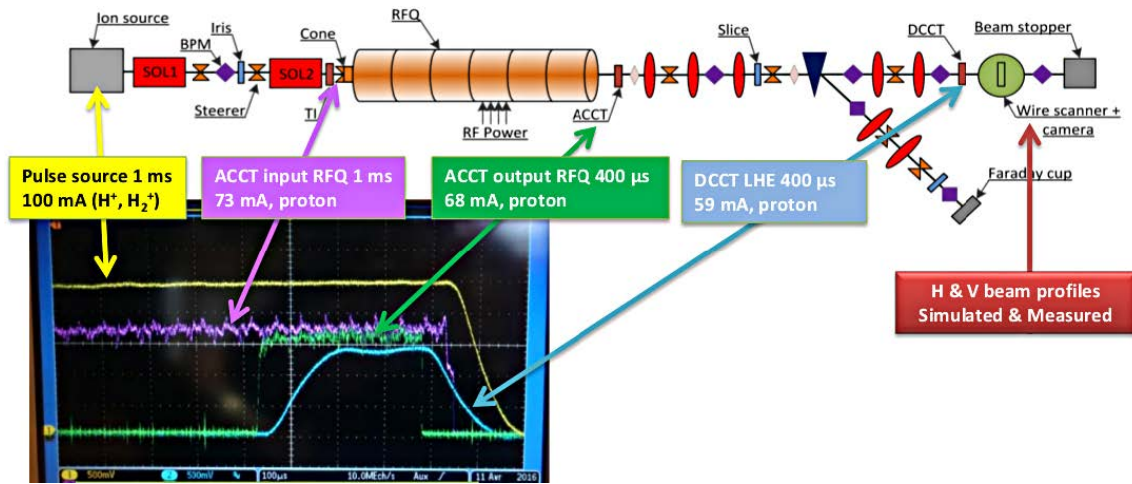 Ion source
BPM
Iris
Cone
RFQ
Slice
DCCT
Beam stopper
SOL1
SOL2
Steerer
TI
RF Power
ACCT
Wire scanner +
camera
Faraday cup
Pulse source 1 ms
100 mA (H⁺, H₂⁺)
ACCT input RFQ 1 ms
73 mA, proton
ACCT output RFQ 400 µs
68 mA, proton
DCCT LHE 400 µs
59 mA, proton
H & V beam profiles
Simulated & Measured
1
1 500mV 2 500mV 100µs 10.0MEch/s Aux 11 Avr 2016